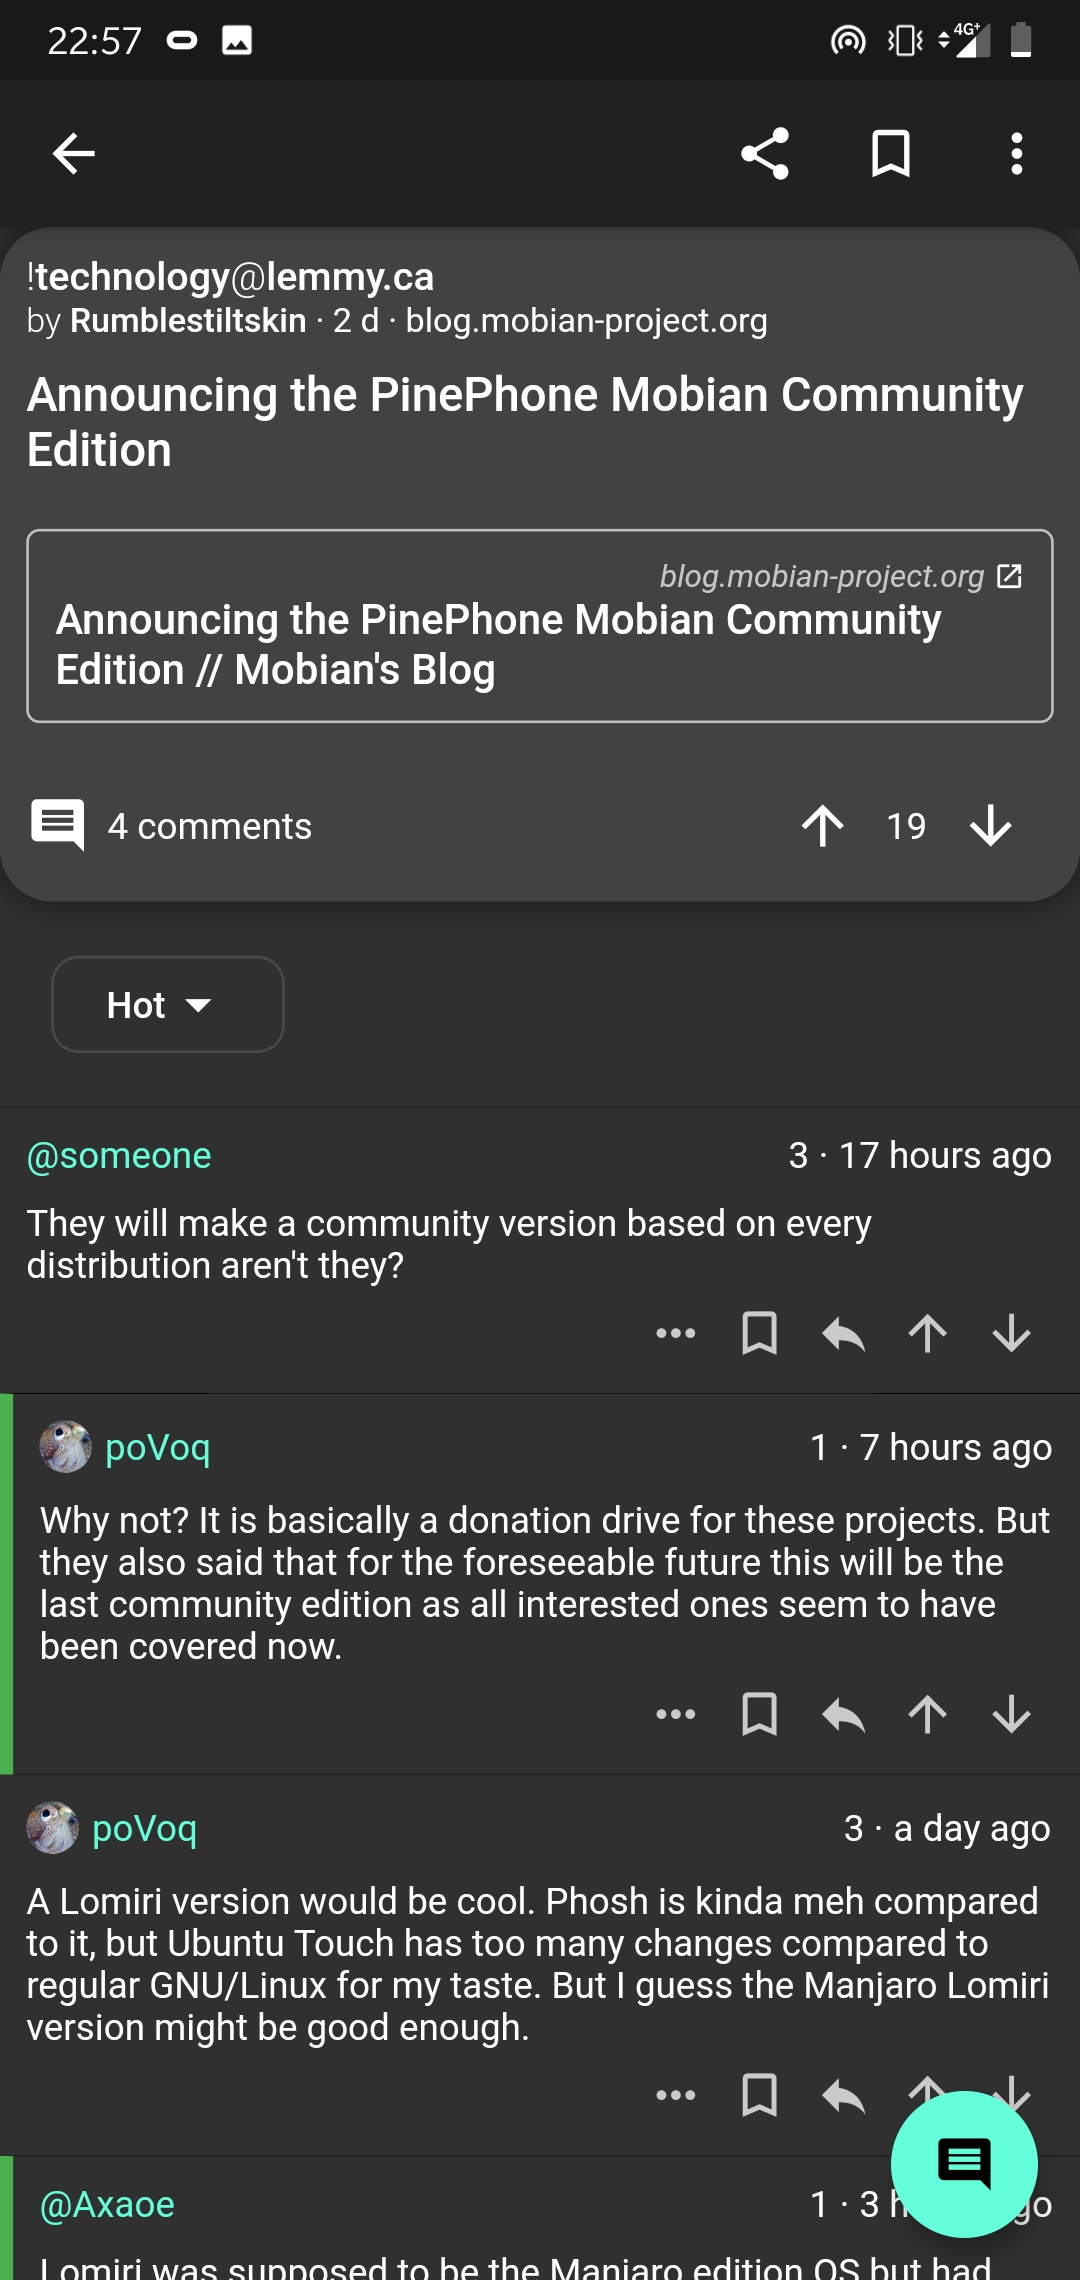 22:57
4G+
!technology@lemmy.ca
by Rumblestiltskin · 2 d · blog.mobian-project.org
Announcing the PinePhone Mobian Community
Edition
blog.mobian-project.org
Announcing the PinePhone Mobian Community
Edition // Mobian's Blog
4 comments
19
Hot
@someone
3 · 17 hours ago
They will make a community version based on every
distribution aren't they?
poVoq
1 · 7 hours ago
Why not? It is basically a donation drive for these projects. But
they also said that for the foreseeable future this will be the
last community edition as all interested ones seem to have
been covered now.
poVoq
3 · a day ago
A Lomiri version would be cool. Phosh is kinda meh compared
to it, but Ubuntu Touch has too many changes compared to
regular GNU/Linux for my taste. But I guess the Manjaro Lomiri
version might be good enough.
@Axaoe
1 · 3
Lomiri was supposed to be the Manjaro edition OS but had